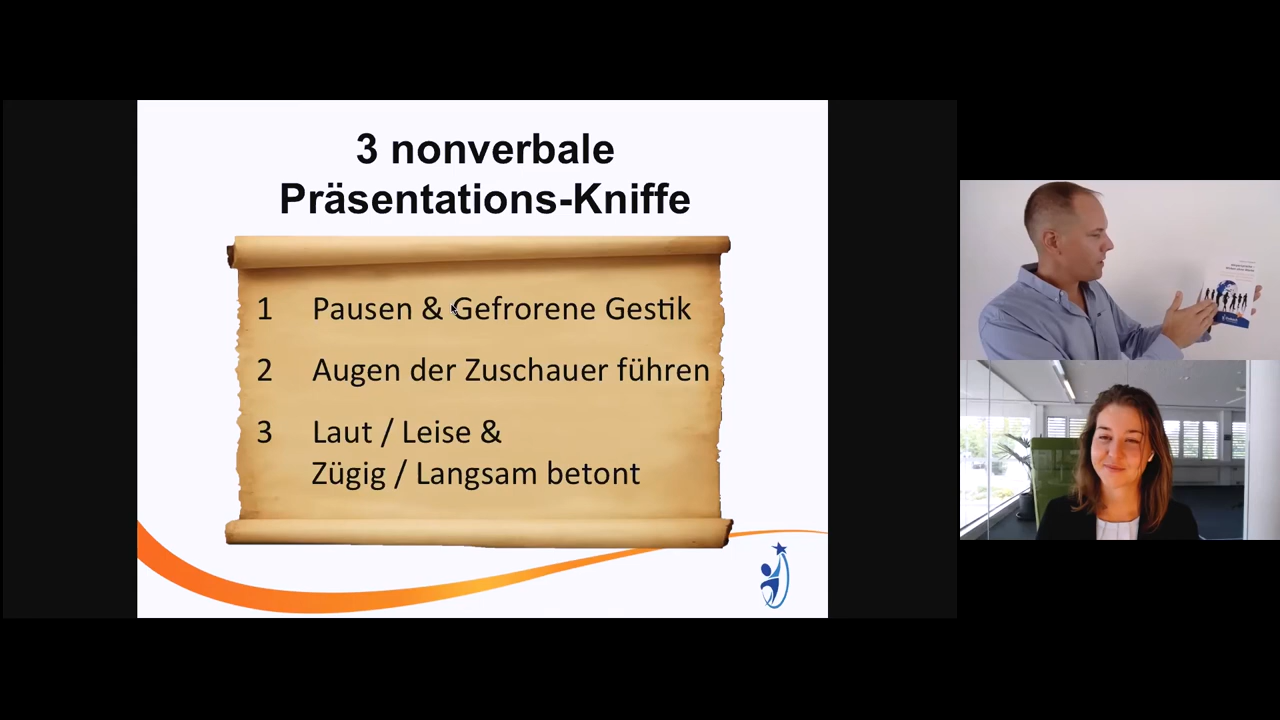 3 nonverbale
Präsentations-Kniffe
1 Pausen & Gefrorene Gestik
2 Augen der Zuschauer führen
3 Laut / Leise &
Zügig / Langsam betont